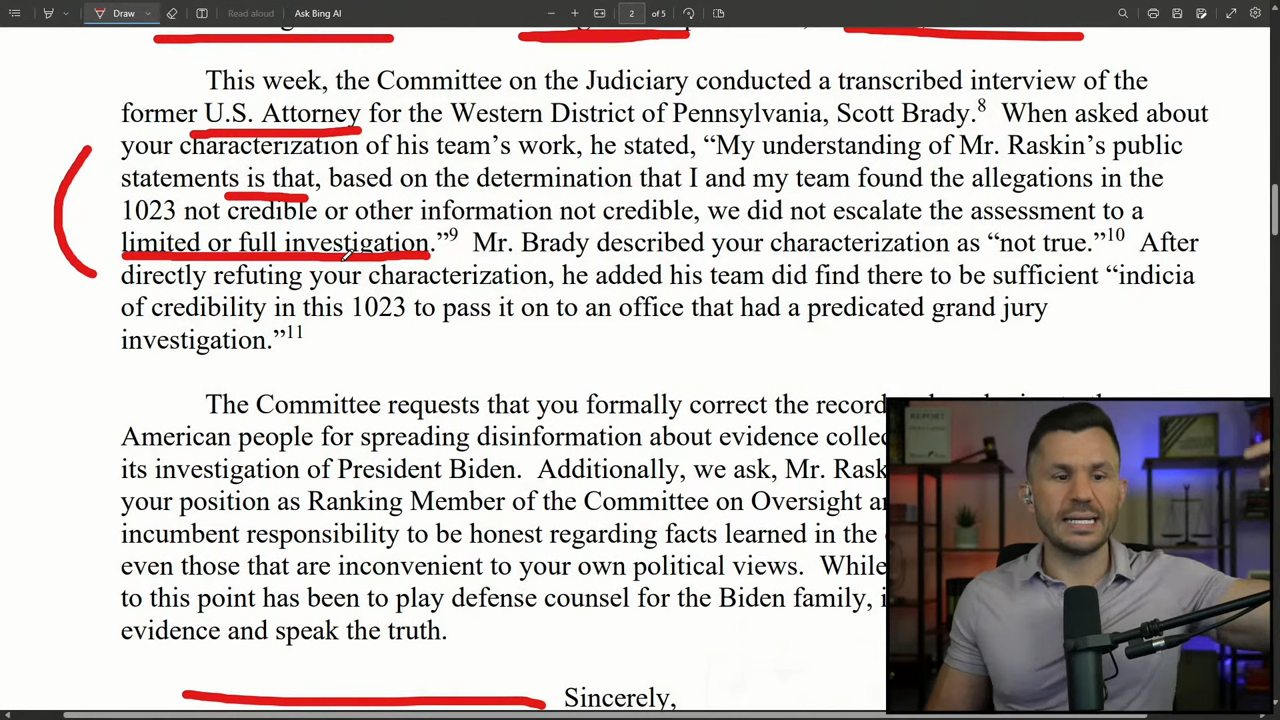 Draw
Read aloud
Ask Bing AI
2 of 5
This week, the Committee on the Judiciary conducted a transcribed interview of the
former U.S. Attorney for the Western District of Pennsylvania, Scott Brady.8 When asked about
your characterization of his team’s work, he stated, “My understanding of Mr. Raskin’s public
statements is that, based on the determination that I and my team found the allegations in the
1023 not credible or other information not credible, we did not escalate the assessment to a
limited or full investigation.”9 Mr. Brady described your characterization as “not true.”10 After
directly refuting your characterization, he added his team did find there to be sufficient “indicia
of credibility in this 1023 to pass it on to an office that had a predicated grand jury
investigation.”11
The Committee requests that you formally correct the record
American people for spreading disinformation about evidence
its investigation of President Biden. Additionally, we ask, Mr.
your position as Ranking Member of the Committee on Oversight
incumbent responsibility to be honest regarding facts learned in the
even those that are inconvenient to your own political views. While
to this point has been to play defense counsel for the Biden family,
evidence and speak the truth.
Sincerely,